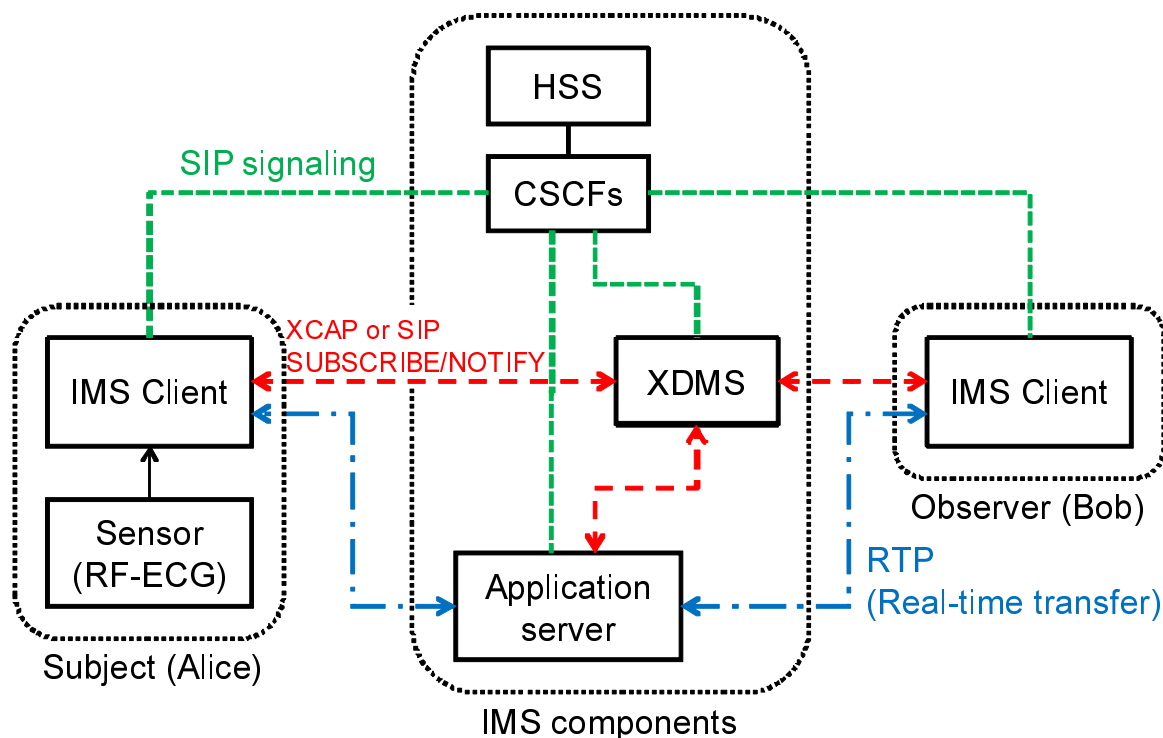 HSS
SIP signaling
CSCFs
XCAP or SIP
SUBSCRIBE/NOTIFY
IMS Client
XDMS
IMS Client
Sensor
(RF-ECG)
Observer (Bob)
RTP
(Real-time transfer)
Application
server
Subject (Alice)
IMS components